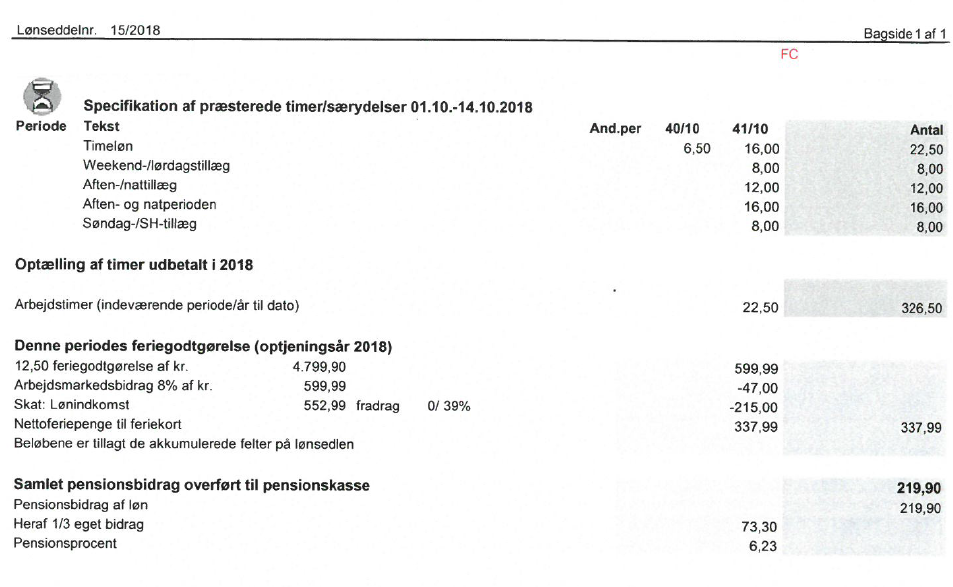 Lønseddelnr. 15/2018
Bagside 1 af 1
FC
Specifikation af præsterede timer/særydelser 01.10.-14.10.2018
Periode Tekst And.per 40/10 41/10 Antal
Timeløn 6,50 16,00 22,50
Weekend-/lørdagstillæg 8,00 8,00
Aften-/nattillæg 12,00 12,00
Aften- og natperioden 16,00 16,00
Søndag-/SH-tillæg 8,00 8,00
Optælling af timer udbetalt i 2018
Arbejdstimer (indeværende periode/år til dato) 22,50 326,50
Denne periodes feriegodtgørelse (optjeningsår 2018)
12,50 feriegodtgørelse af kr. 4.799,90 599,99
Arbejdsmarkedsbidrag 8% af kr. 599,99 -47,00
Skat: Lønindkomst 552,99 fradrag 0/ 39% -215,00
Nettoferiepenge til feriekort 337,99 337,99
Beløbene er tillagt de akkumulerede felter på lønsedlen
Samlet pensionsbidrag overført til pensionskasse 219,90
Pensionsbidrag af løn 219,90
Heraf 1/3 eget bidrag 73,30
Pensionsprocent 6,23